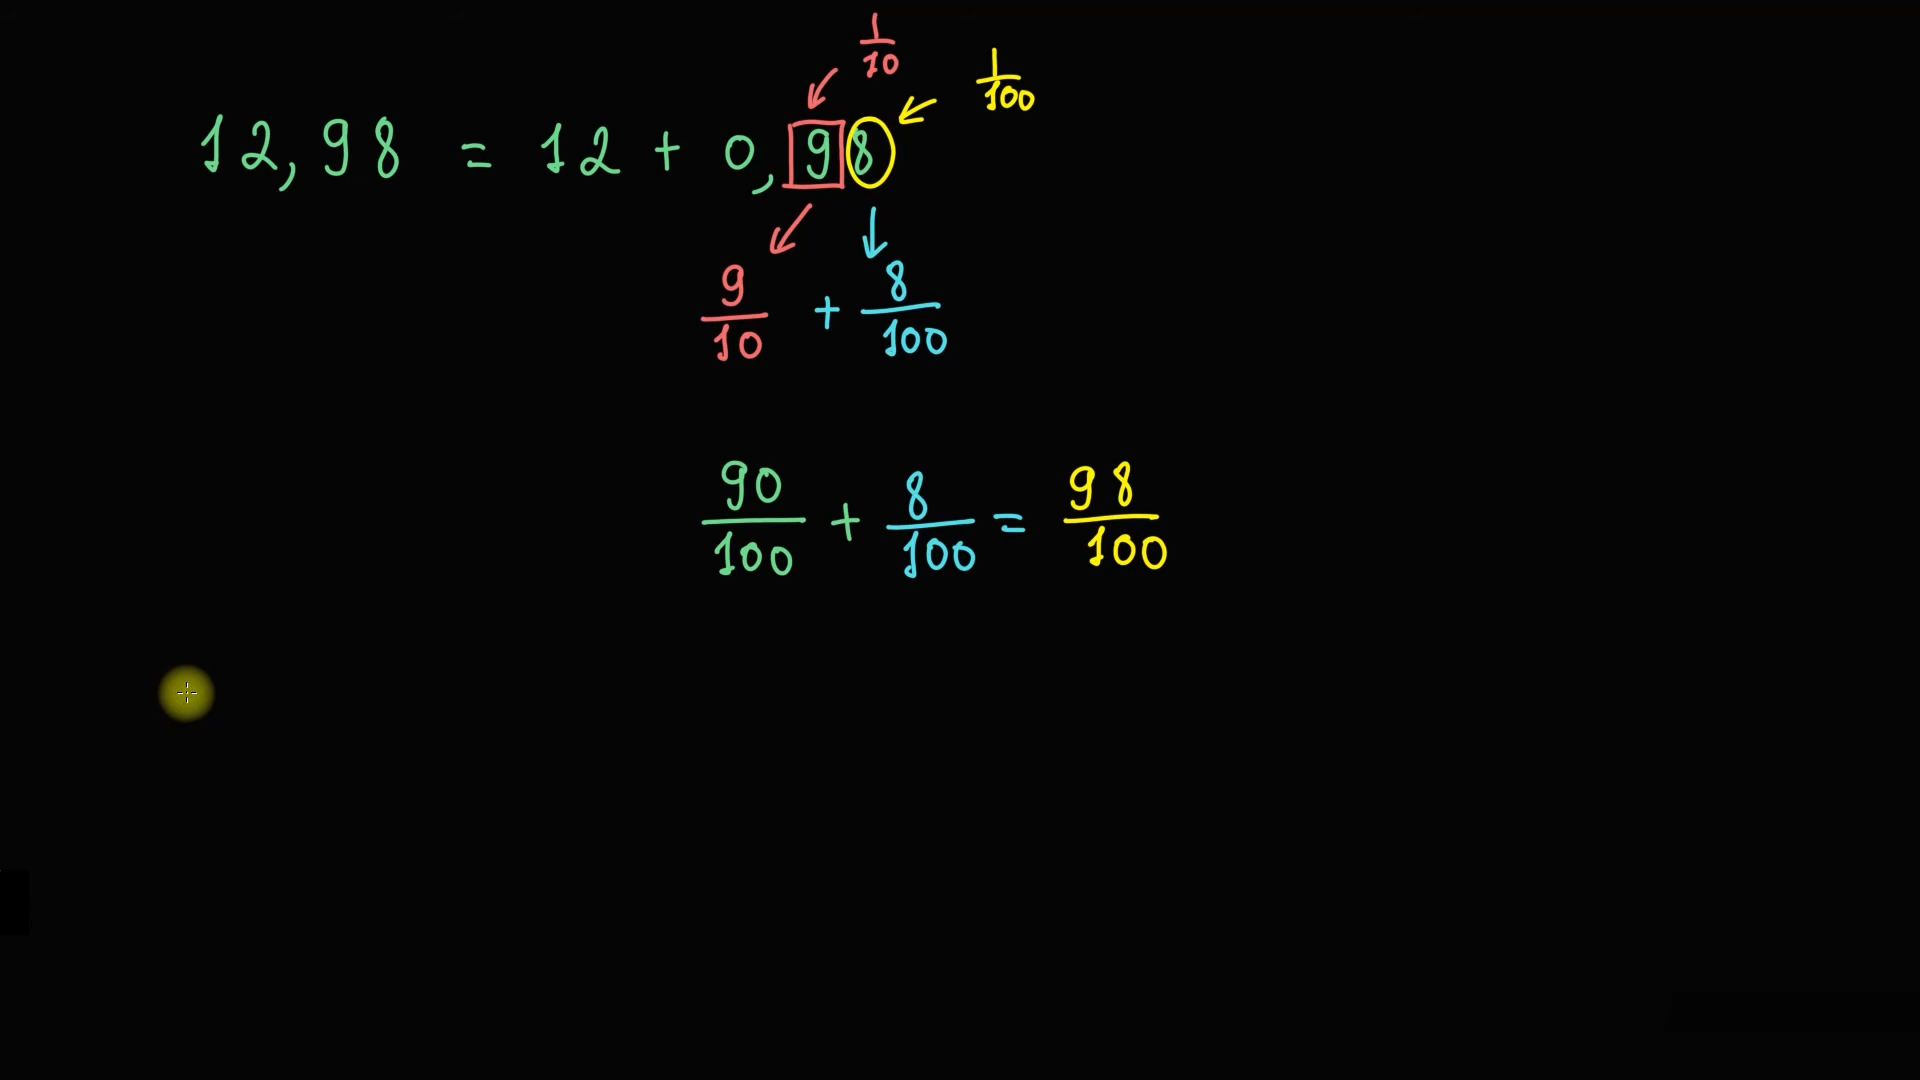 1/10
1/100
12,98 = 12 + 0,98
9/10 + 8/100
90/100 + 8/100 = 98/100